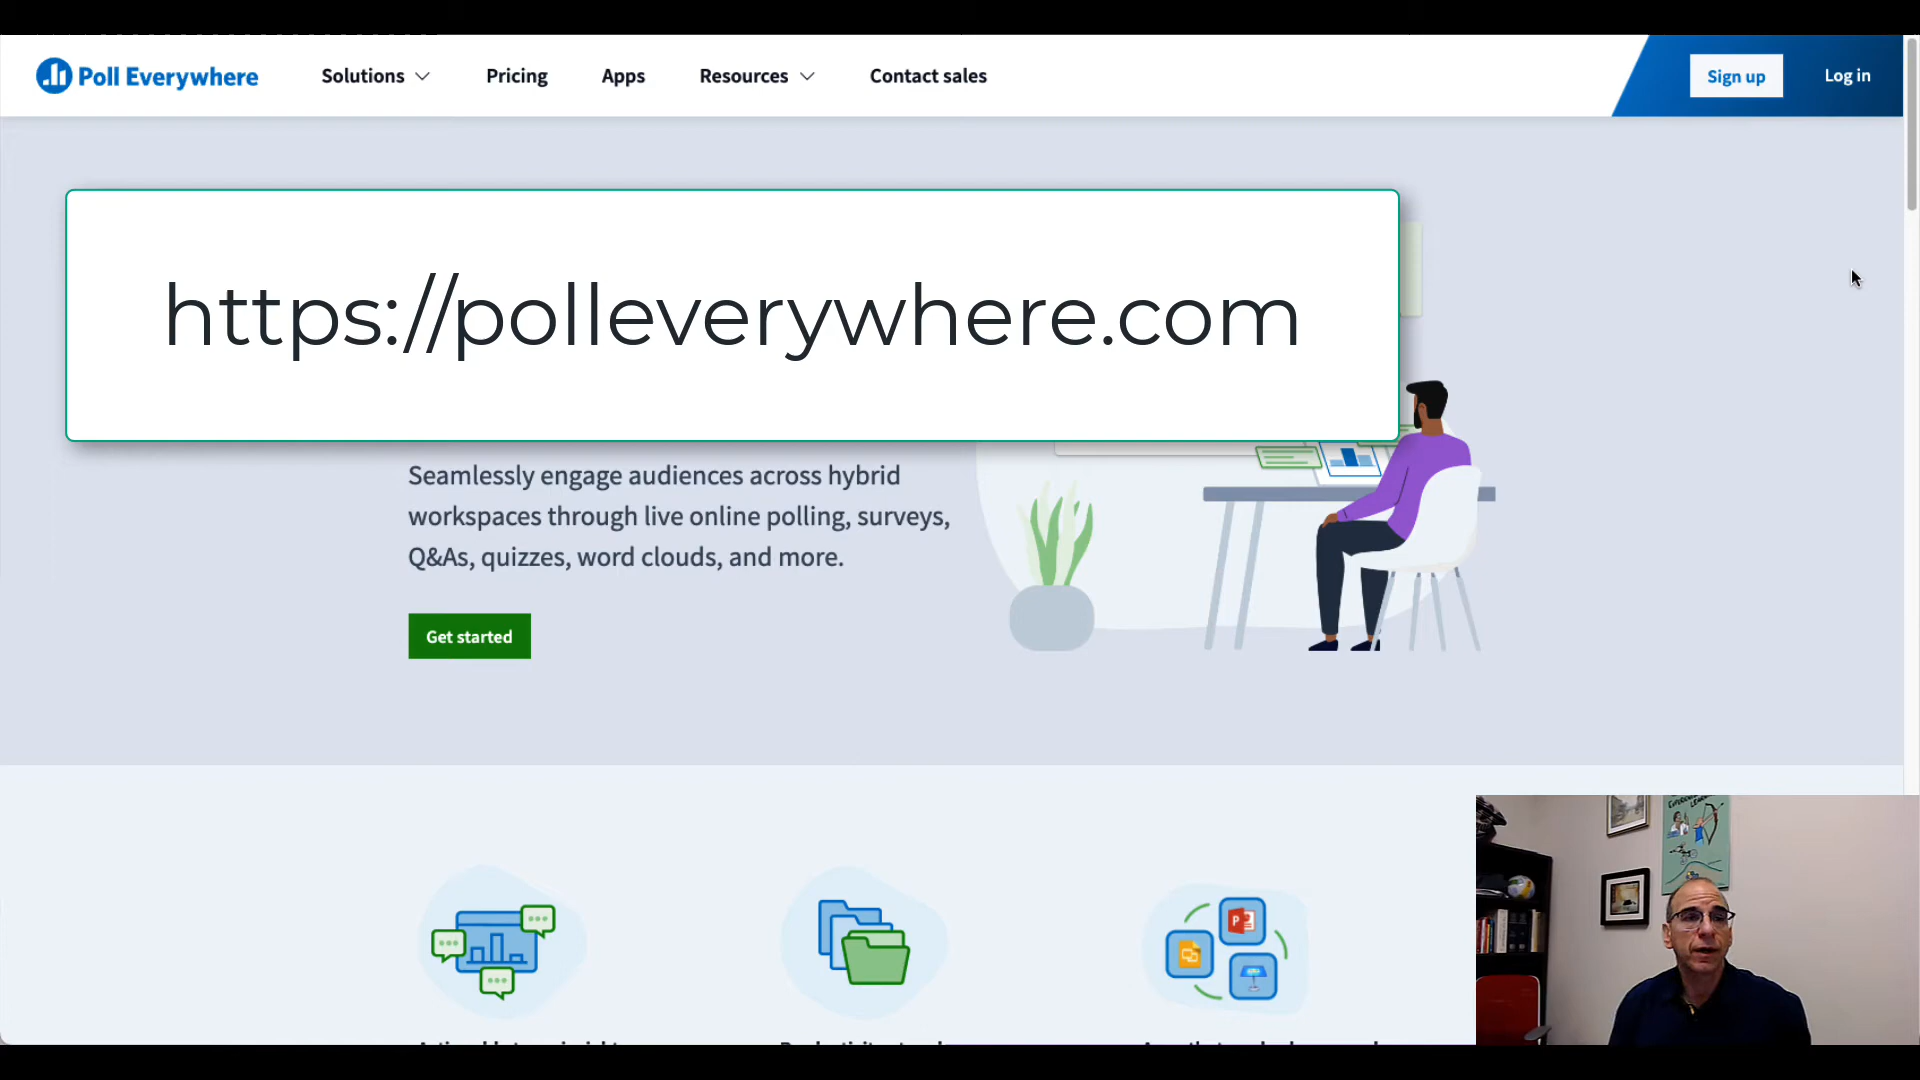 Poll Everywhere
Solutions
Pricing
Apps
Resources
Contact sales
Sign up
Log in
https://polleverywhere.com
Seamlessly engage audiences across hybrid
workspaces through live online polling, surveys,
Q&As, quizzes, word clouds, and more.
Get started